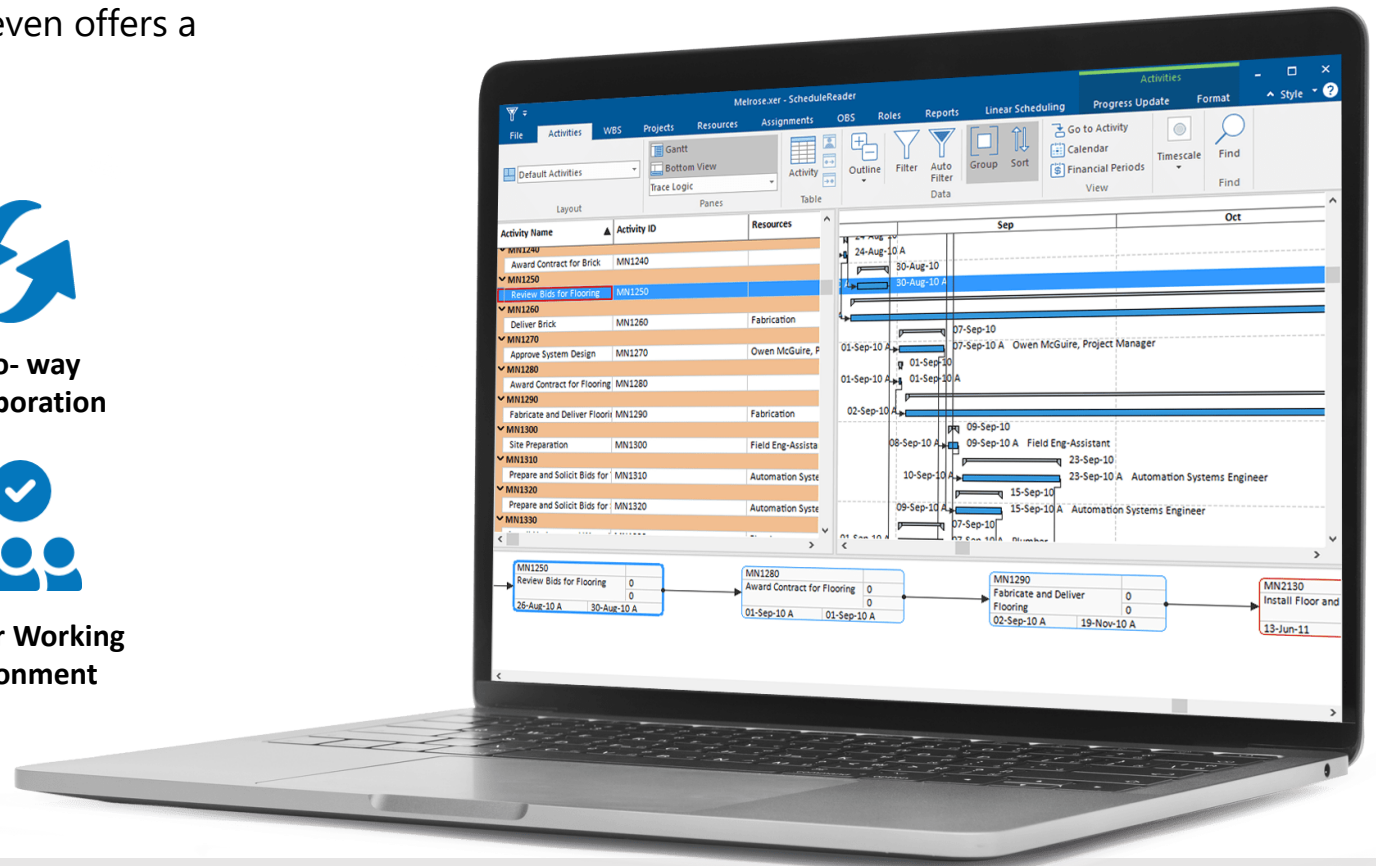 even offers a
o- way
poration
r Working
onment
Melrose.xer - ScheduleReader
Activities
File Activities WBS Projects Resources Assignments OBS Roles Reports Linear Scheduling Progress Update Format Style ?
Default Activities
Layout
Gantt
Bottom View
Trace Logic
Panes
Activity
Table
Outline
Filter
Auto
Filter
Group
Sort
Data
Go to Activity
Calendar
Financial Periods
Timescale
View
Find
Find
Activity Name Activity ID Resources
MN1240
Award Contract for Brick MN1240
MN1250
Review Bids for Flooring MN1250
MN1260
Deliver Brick MN1260 Fabrication
MN1270
Approve System Design MN1270 Owen McGuire, P
MN1280
Award Contract for Flooring MN1280
MN1290
Fabricate and Deliver Floorin MN1290 Fabrication
MN1300
Site Preparation MN1300 Field Eng-Assista
MN1310
Prepare and Solicit Bids for MN1310 Automation Syste
MN1320
Prepare and Solicit Bids for MN1320 Automation Syste
MN1330
Sep Oct
24-Aug-10
24-Aug-10 A
30-Aug-10
30-Aug-10 A
07-Sep-10
01-Sep-10 A 07-Sep-10 A Owen McGuire, Project Manager
01-Sep-10
01-Sep-10 A 01-Sep-10 A
02-Sep-10 A
09-Sep-10
08-Sep-10 A 09-Sep-10 A Field Eng-Assistant
23-Sep-10
10-Sep-10 A 23-Sep-10 A Automation Systems Engineer
15-Sep-10
09-Sep-10 A 15-Sep-10 A Automation Systems Engineer
07-Sep-10
01-Sep-10 A 07-Sep-10 A Plumber
MN1250
Review Bids for Flooring 0
0
26-Aug-10 A 30-Aug-10 A
MN1280
Award Contract for Flooring 0
0
01-Sep-10 A 01-Sep-10 A
MN1290
Fabricate and Deliver 0
Flooring 0
02-Sep-10 A 19-Nov-10 A
MN2130
Install Floor and
13-Jun-11